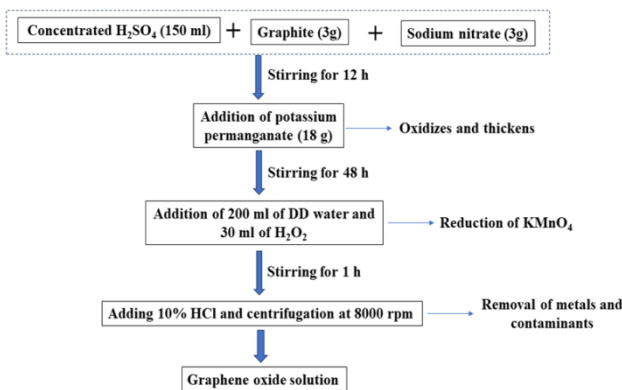 Concentrated H₂SO₄ (150 ml) + Graphite (3g) + Sodium nitrate (3g)
Stirring for 12 h
Addition of potassium
permanganate (18 g)
Oxidizes and thickens
Stirring for 48 h
Addition of 200 ml of DD water and
30 ml of H₂O₂
Reduction of KMnO₄
Stirring for 1 h
Adding 10% HCl and centrifugation at 8000 rpm
Removal of metals and
contaminants
Graphene oxide solution